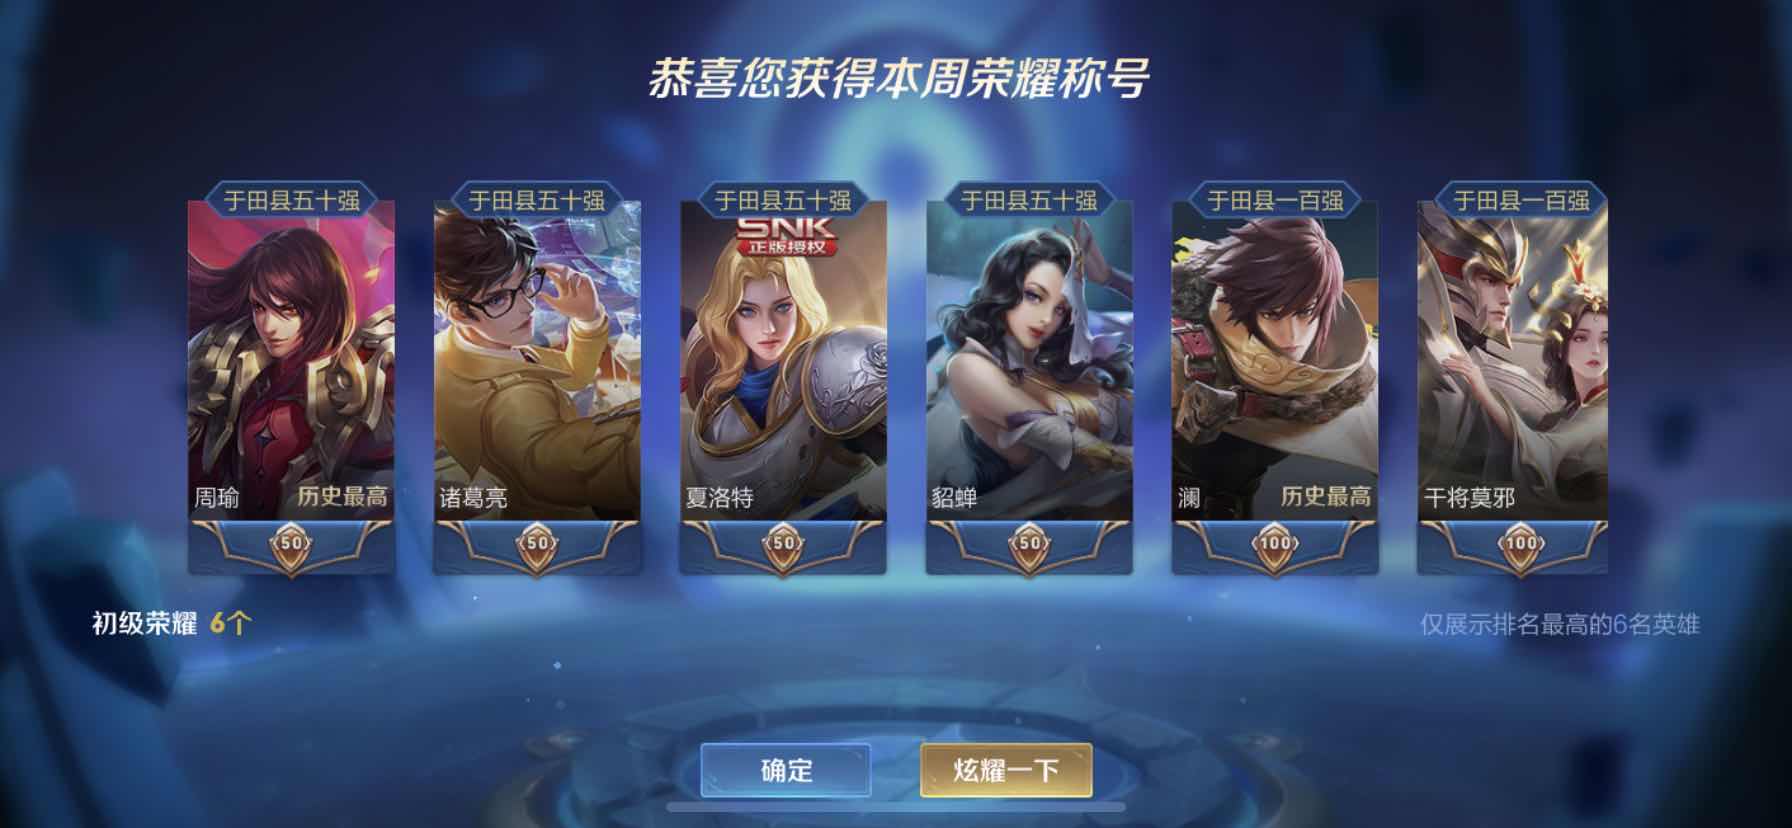 恭喜您获得本周荣耀称号
于田县五十强
于田县五十强
于田县五十强
于田县五十强
于田县一百强
于田县一百强
SNK
正版授权
周瑜
历史最高
诸葛亮
夏洛特
貂蝉
澜
历史最高
干将莫邪
50
50
50
50
100
100
初级荣耀 6个
仅展示排名最高的6名英雄
确定
炫耀一下